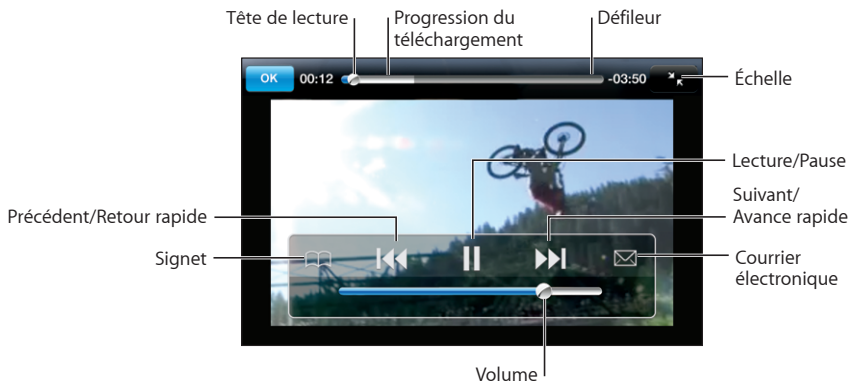 Tête de lecture
Progression du
téléchargement
Défileur
OK
00:12
-03:50
Échelle
Lecture/Pause
Suivant/
Avance rapide
Précédent/Retour rapide
Signet
Courrier
électronique
Volume